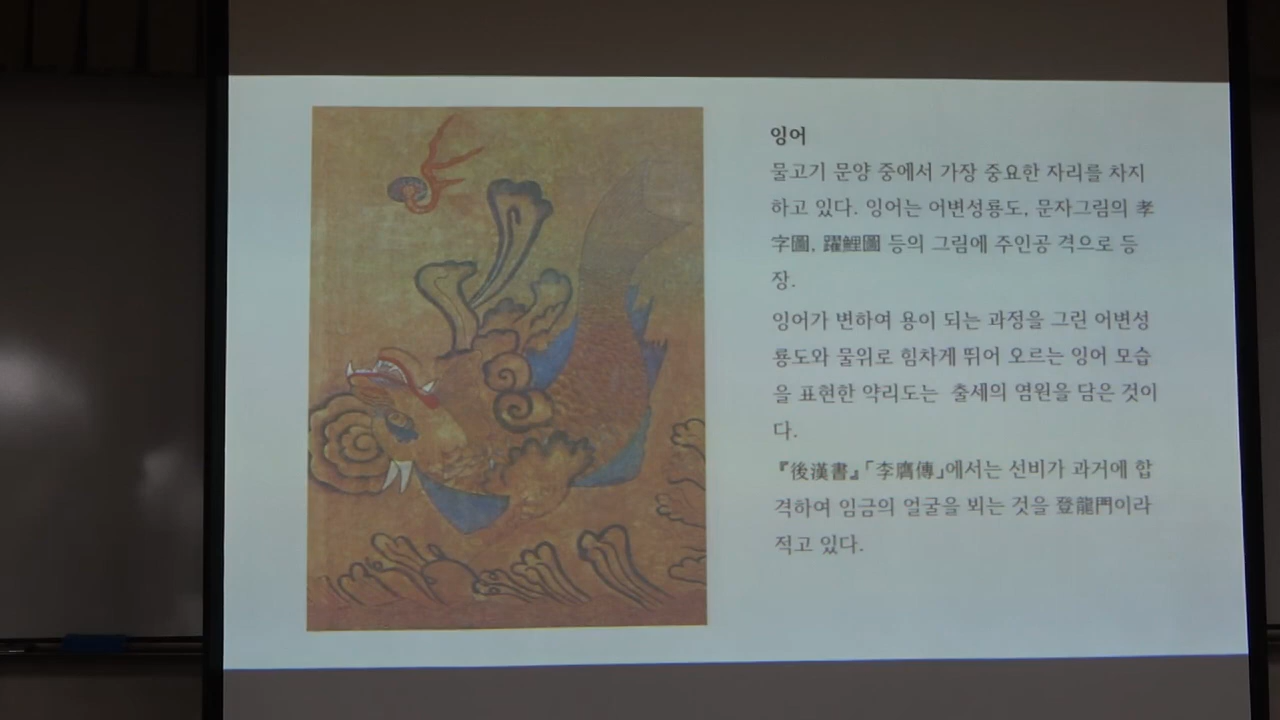 잉어
물고기 문양 중에서 가장 중요한 자리를 차지
하고 있다. 잉어는 어변성룡도, 문자그림의 孝
字圖, 躍鯉圖 등의 그림에 주인공 격으로 등
장.
잉어가 변하여 용이 되는 과정을 그린 어변성
룡도와 물위로 힘차게 뛰어 오르는 잉어 모습
을 표현한 약리도는 출세의 염원을 담은 것이
다.
『後漢書』「李膺傳」에서는 선비가 과거에 합
격하여 임금의 얼굴을 뵈는 것을 登龍門이라
적고 있다.